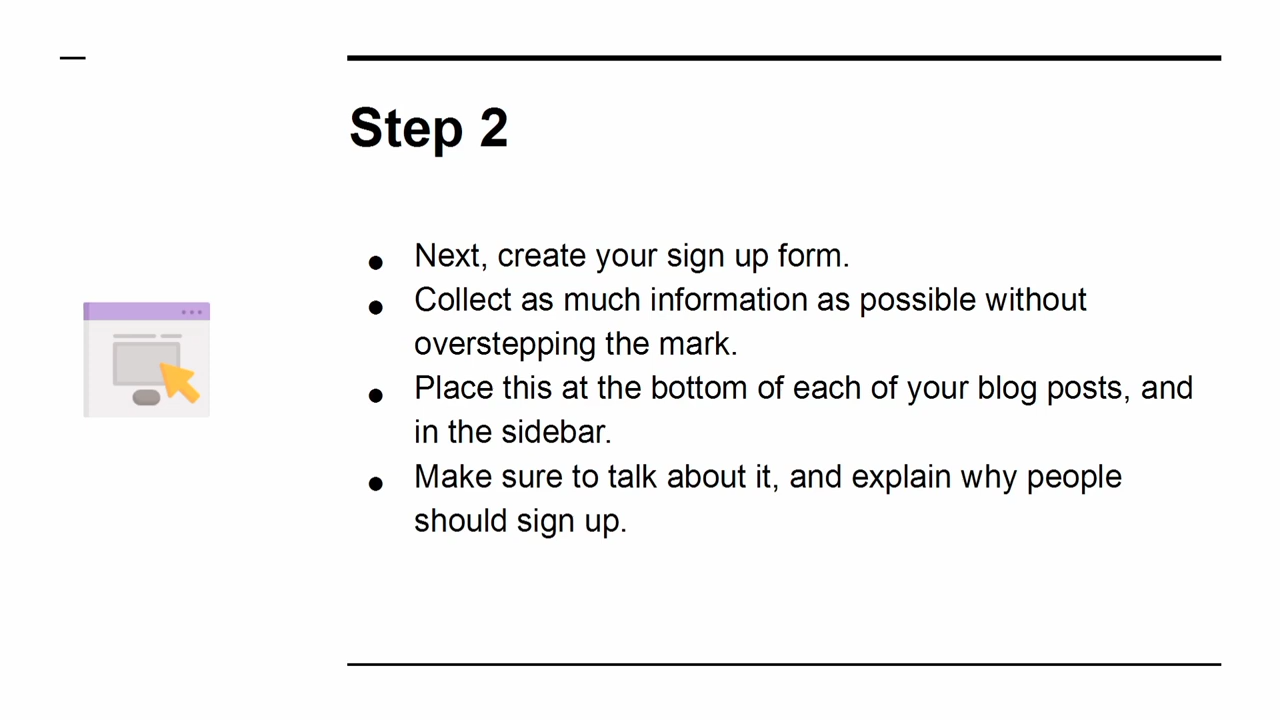 Step 2
Next, create your sign up form.
Collect as much information as possible without
overstepping the mark.
Place this at the bottom of each of your blog posts, and
in the sidebar.
Make sure to talk about it, and explain why people
should sign up.